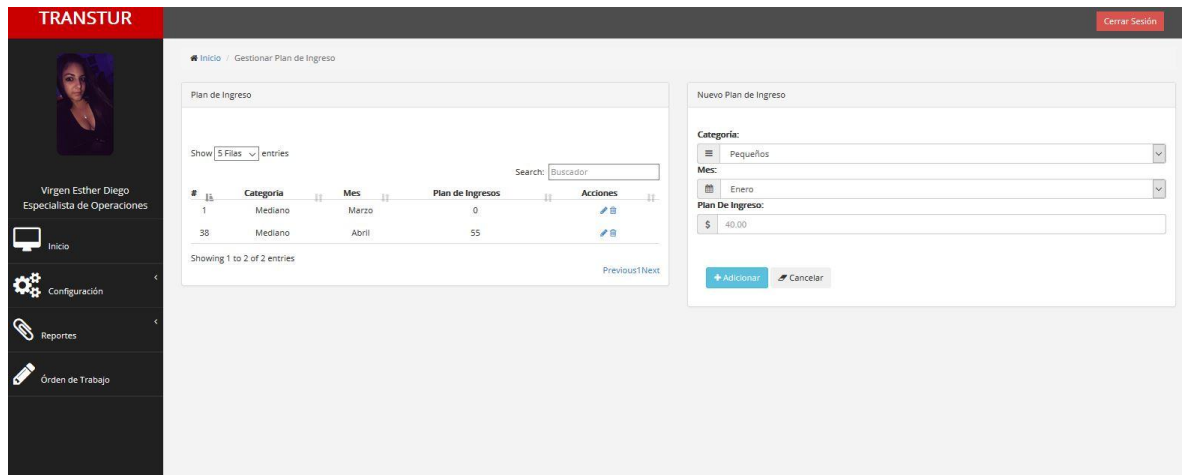 TRANSTUR
Cerrar Sesión
Virgen Esther Diego
Especialista de Operaciones
Inicio
Configuración
Reportes
Órden de Trabajo
Inicio / Gestionar Plan de Ingreso
Plan de Ingreso
Show 5 Filas entries
Search: Buscador
# Categoria Mes Plan de Ingresos Acciones
1 Mediano Marzo 0
38 Mediano Abril 55
Showing 1 to 2 of 2 entries
Previous1Next
Nuevo Plan de Ingreso
Categoría:
Pequeños
Mes:
Enero
Plan De Ingreso:
$ 40.00
+Adicionar Cancelar